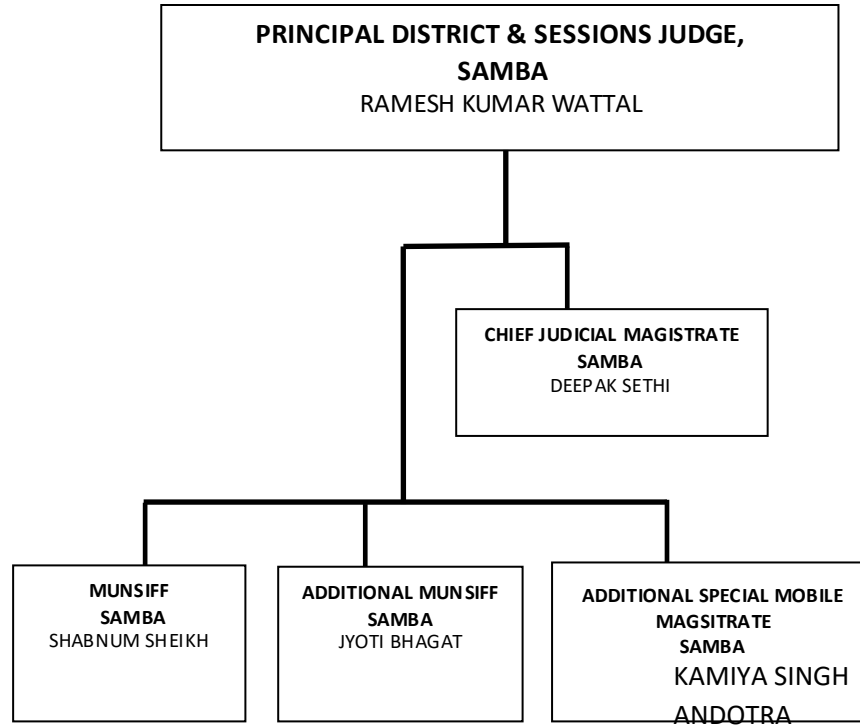 PRINCIPAL DISTRICT & SESSIONS JUDGE,
SAMBA
RAMESH KUMAR WATTAL
CHIEF JUDICIAL MAGISTRATE
SAMBA
DEEPAK SETHI
MUNSIFF
SAMBA
SHABNUM SHEIKH
ADDITIONAL MUNSIFF
SAMBA
JYOTI BHAGAT
ADDITIONAL SPECIAL MOBILE
MAGSITRATE
SAMBA
KAMIYA SINGH
ANDOTRA